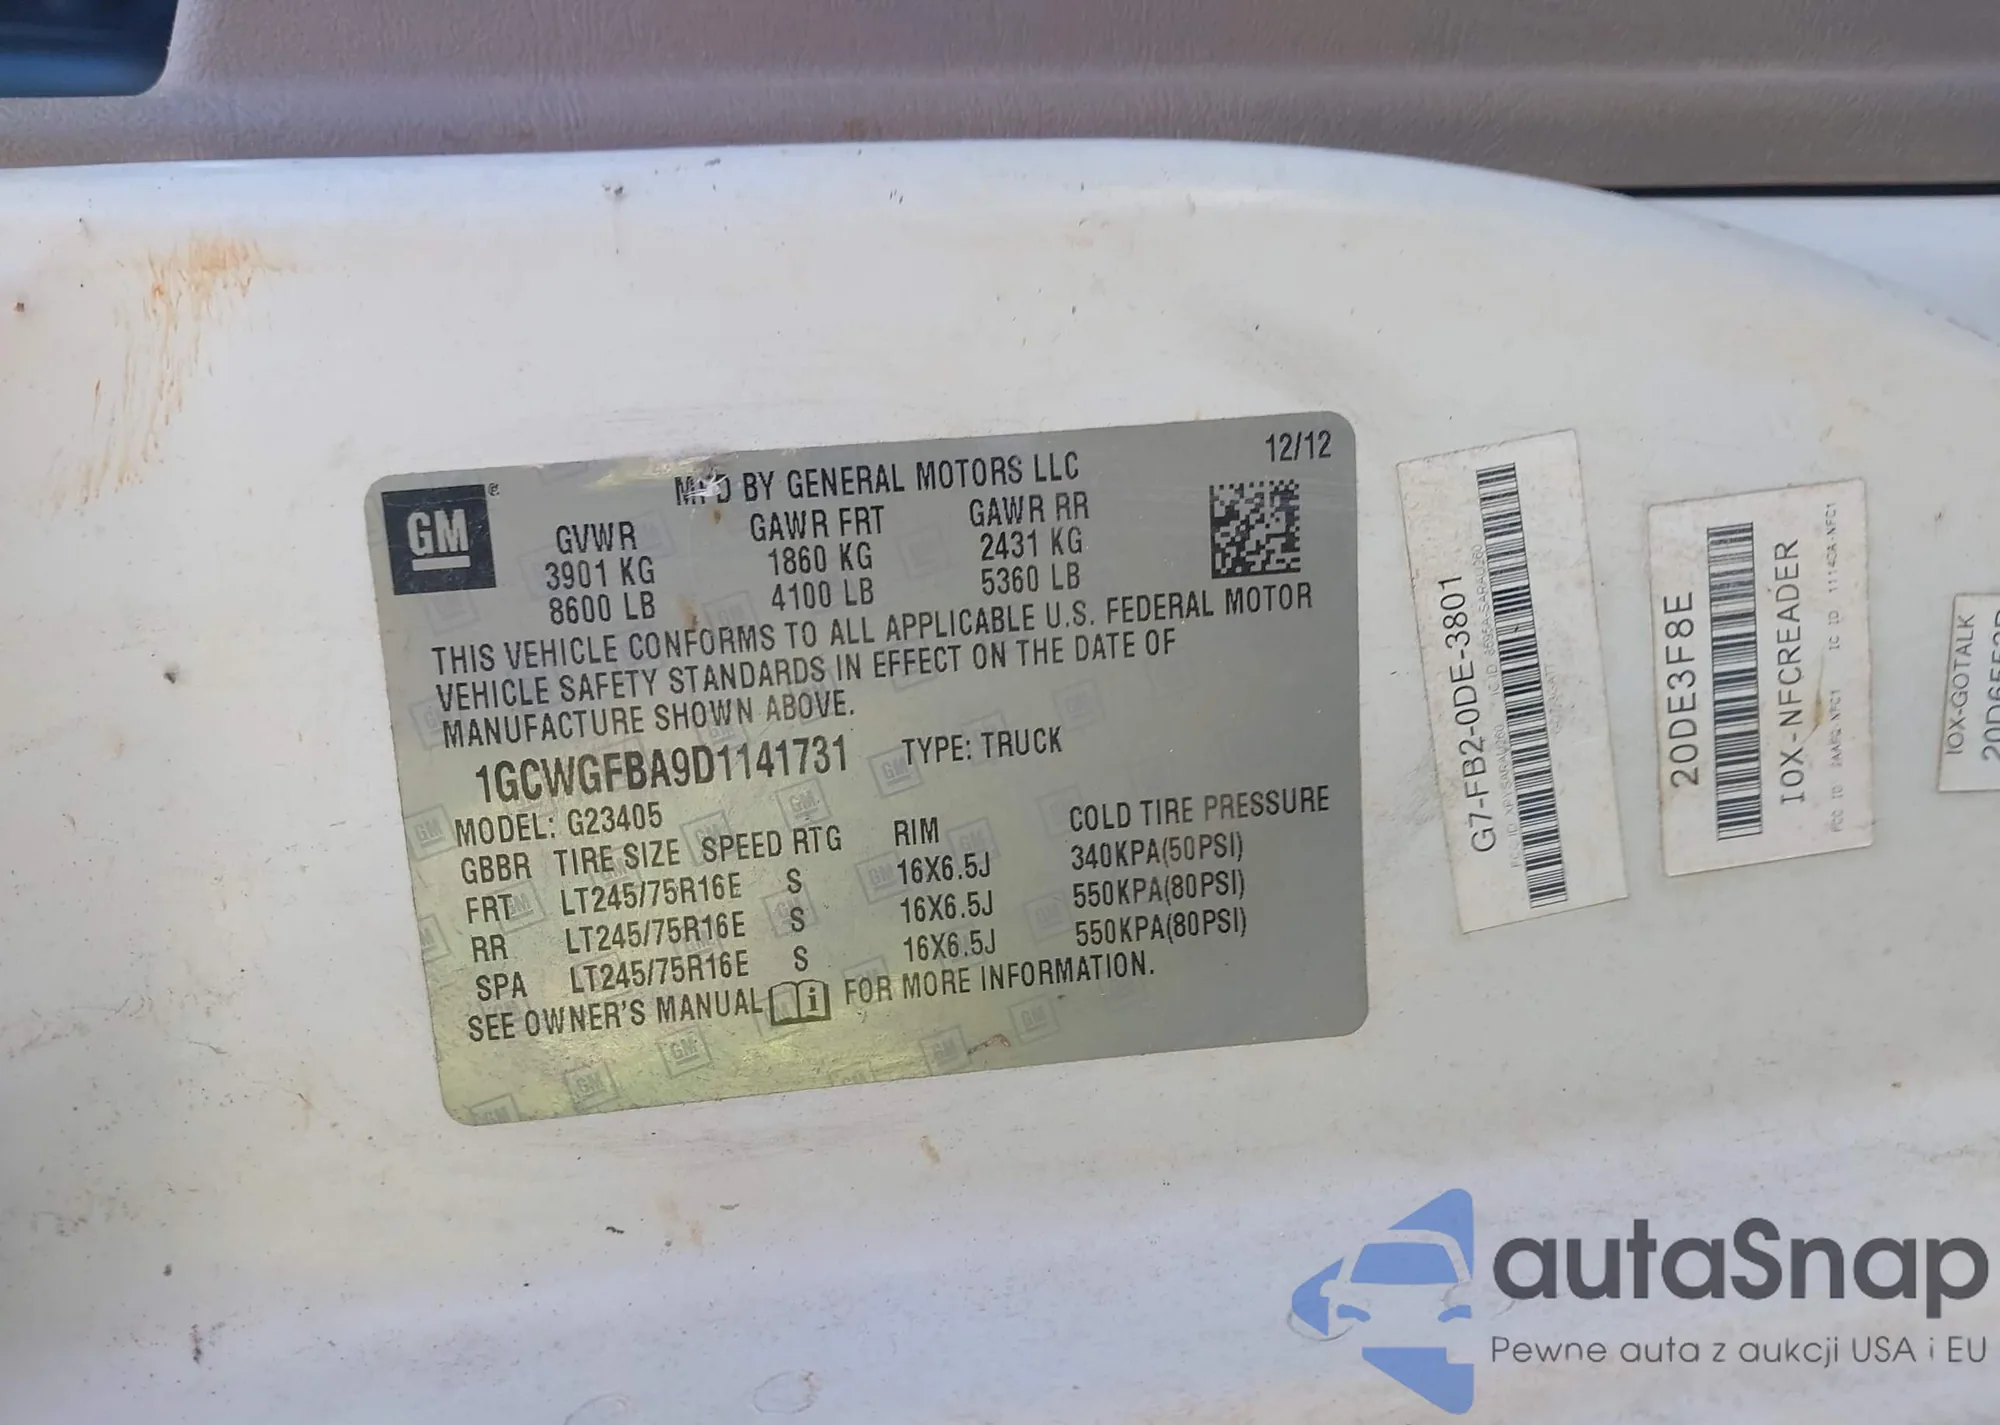 GM
MFD BY GENERAL MOTORS LLC
12/12
GVWR GAWR FRT GAWR RR
3901 KG 1860 KG 2431 KG
8600 LB 4100 LB 5360 LB
THIS VEHICLE CONFORMS TO ALL APPLICABLE U.S. FEDERAL MOTOR
VEHICLE SAFETY STANDARDS IN EFFECT ON THE DATE OF
MANUFACTURE SHOWN ABOVE.
1GCWGFBA9D1141731 TYPE: TRUCK
MODEL: G23405
GBBR TIRE SIZE SPEED RTG RIM COLD TIRE PRESSURE
FRT LT245/75R16E S 16X6.5J 340KPA(50PSI)
RR LT245/75R16E S 16X6.5J 550KPA(80PSI)
SPA LT245/75R16E S 16X6.5J 550KPA(80PSI)
SEE OWNER'S MANUAL FOR MORE INFORMATION.
G7-FB2-0DE-3801
20DE3F8E
IOX-NFCREADER
IOX-GOTALK
autaSnap
Pewne auta z aukcji USA i EU